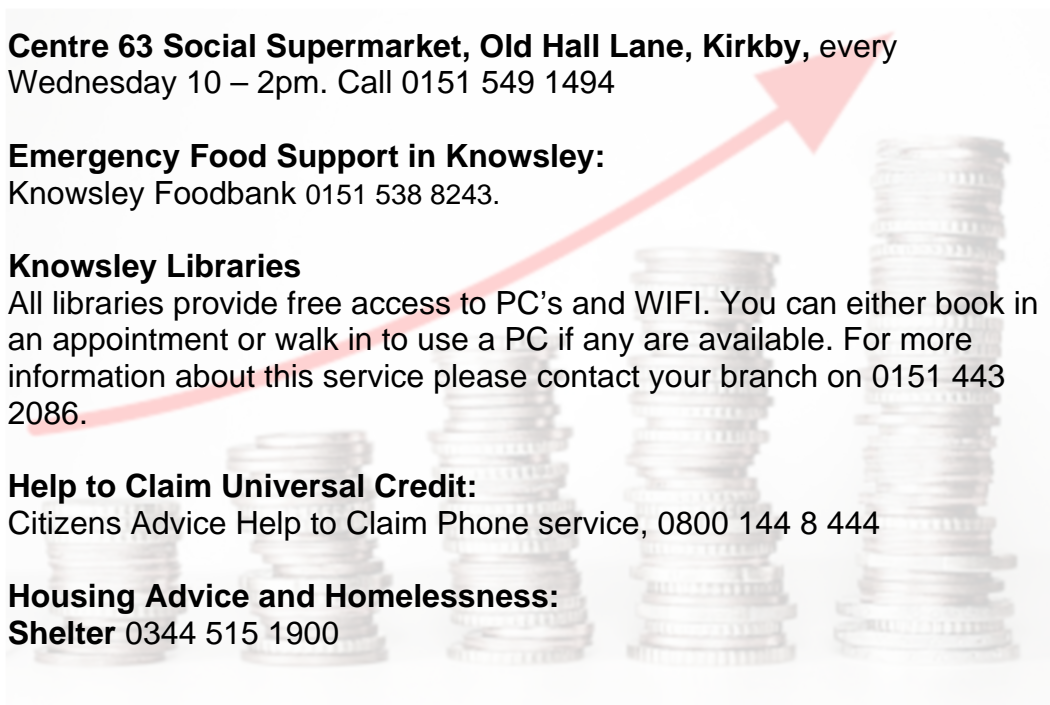 Centre 63 Social Supermarket, Old Hall Lane, Kirkby, every
Wednesday 10 – 2pm. Call 0151 549 1494
Emergency Food Support in Knowsley:
Knowsley Foodbank 0151 538 8243.
Knowsley Libraries
All libraries provide free access to PC’s and WIFI. You can either book in
an appointment or walk in to use a PC if any are available. For more
information about this service please contact your branch on 0151 443
2086.
Help to Claim Universal Credit:
Citizens Advice Help to Claim Phone service, 0800 144 8 444
Housing Advice and Homelessness:
Shelter 0344 515 1900